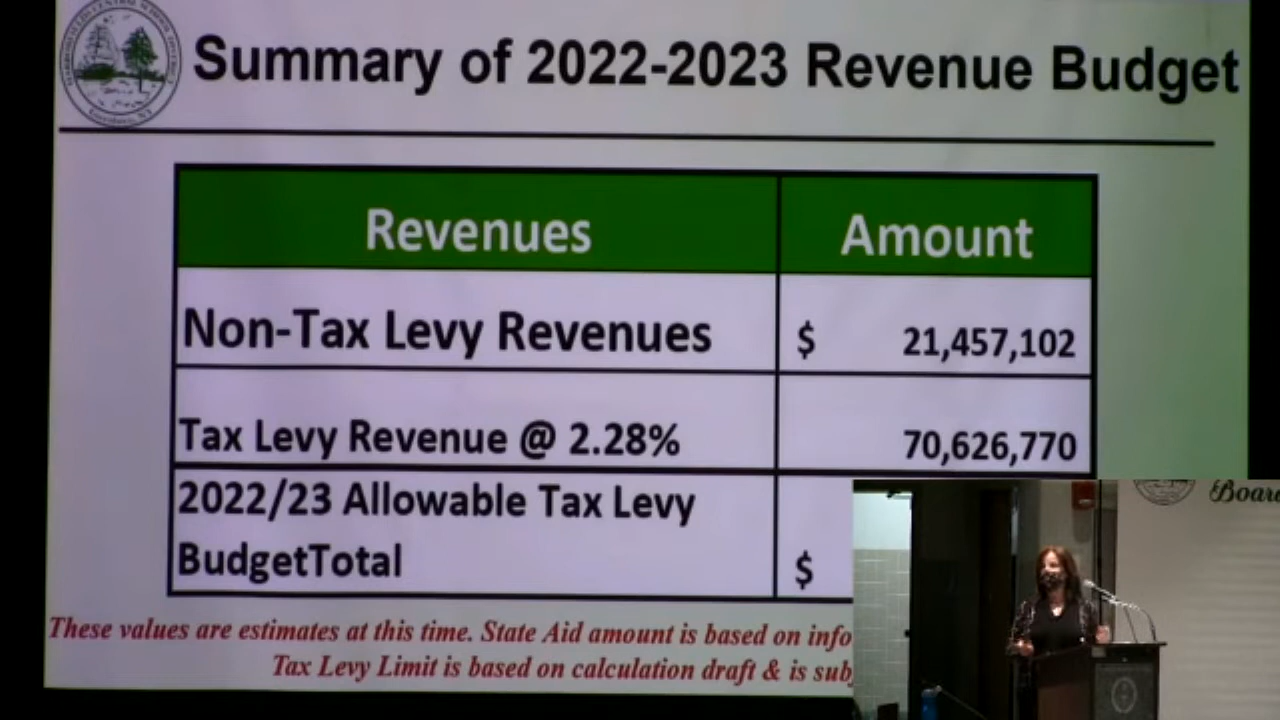 Summary of 2022-2023 Revenue Budget
Revenues Amount
Non-Tax Levy Revenues $ 21,457,102
Tax Levy Revenue @ 2.28% 70,626,770
2022/23 Allowable Tax Levy
BudgetTotal $
These values are estimates at this time. State Aid amount is based on info
Tax Levy Limit is based on calculation draft & is sub
Board